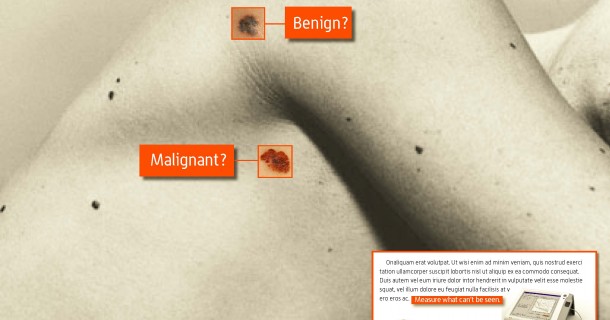 Benign?
Malignant?
Onaliquam erat volutpat. Ut wisi enim ad minim veniam, quis nostrud exerci
tation ullamcorper suscipit lobortis nisl ut aliquip ex ea commodo consequat.
Duis autem vel eum iriure dolor intor hendrerit in vulputate velit esse molestie
squat, vel illum dolore eu feugiat nulla facilisis at v
ero eros ac. Measure what can't be seen.